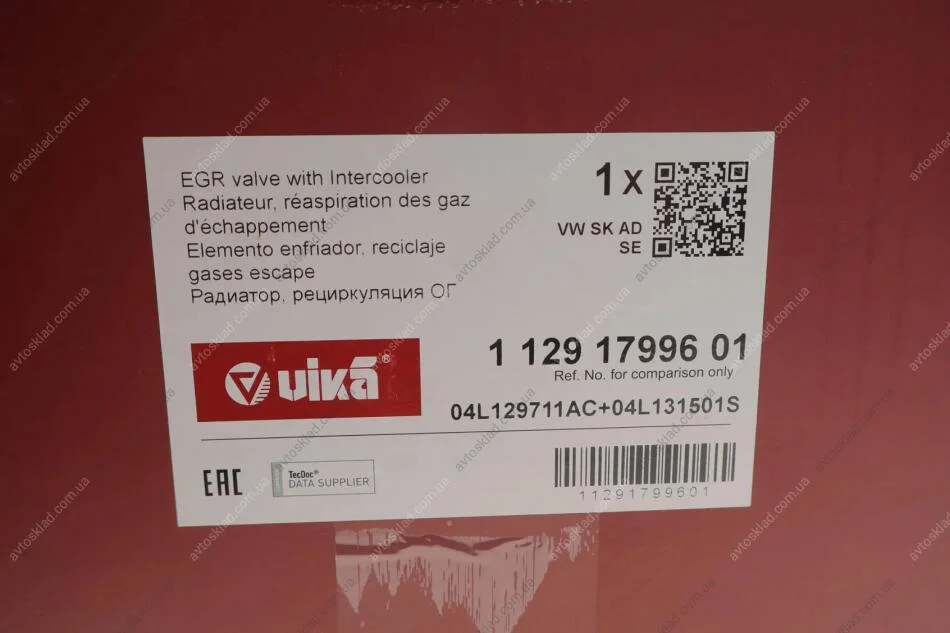 EGR valve with Intercooler
Radiateur, réaspiration des gaz
d'échappement
Elemento enfriador, reciclaje
gases escape
Радиатор, рециркуляция ОГ
1 x
VW SK AD
SE
vika®
1 129 17996 01
Ref. No. for comparison only
04L129711AC+04L131501S
EAC
TecDoc®
DATA SUPPLIER
11291799601
avtosklad.com.ua